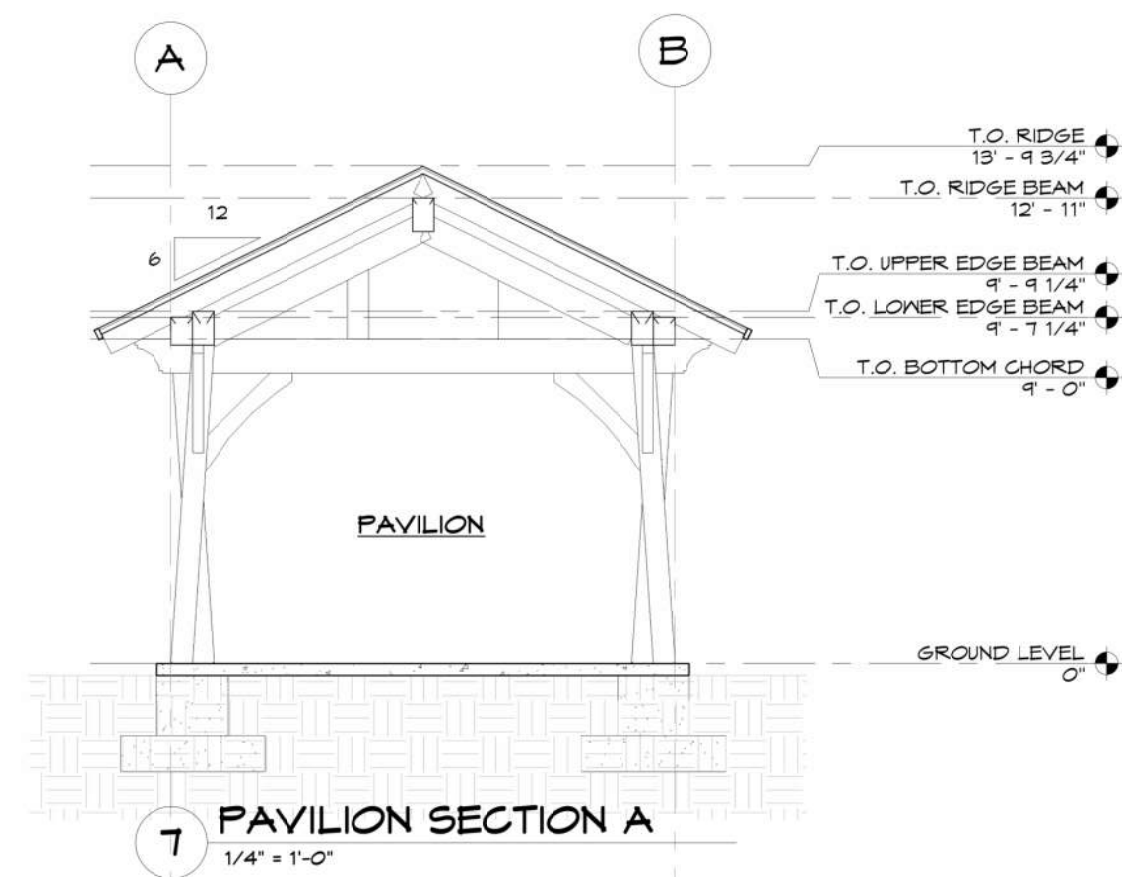 A
B
T.O. RIDGE
13' - 9 3/4"
T.O. RIDGE BEAM
12' - 11"
12
6
T.O. UPPER EDGE BEAM
9' - 9 1/4"
T.O. LOWER EDGE BEAM
9' - 7 1/4"
T.O. BOTTOM CHORD
9' - 0"
PAVILION
GROUND LEVEL
0"
7
PAVILION SECTION A
1/4" = 1'-0"